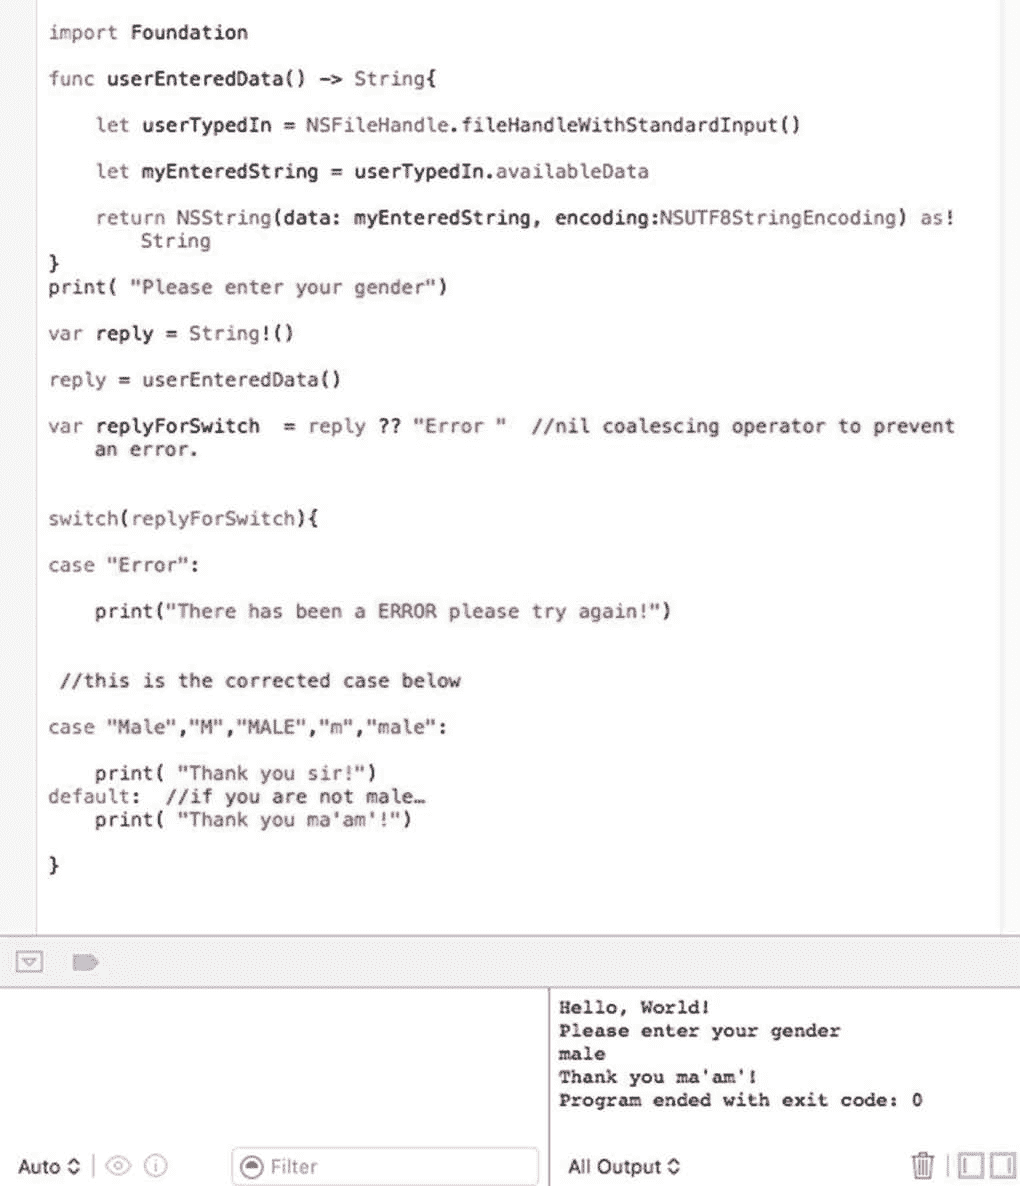 import Foundation
func userEnteredData() -> String{
let userTypedIn = NSFileHandle.fileHandleWithStandardInput()
let myEnteredString = userTypedIn.availableData
return NSString(data: myEnteredString, encoding:NSUTF8StringEncoding) as!
String
}
print( "Please enter your gender")
var reply = String!()
reply = userEnteredData()
var replyForSwitch  = reply ?? "Error "  //nil coalescing operator to prevent
an error.
switch(replyForSwitch){
case "Error":
print("There has been a ERROR please try again!")
//this is the corrected case below
case "Male","M","MALE","m","male":
print( "Thank you sir!")
default:  //if you are not male…
print( "Thank you ma'am'!")
}
Hello, World!
Please enter your gender
male
Thank you ma'am'!
Program ended with exit code: 0
Auto
Filter
All Output